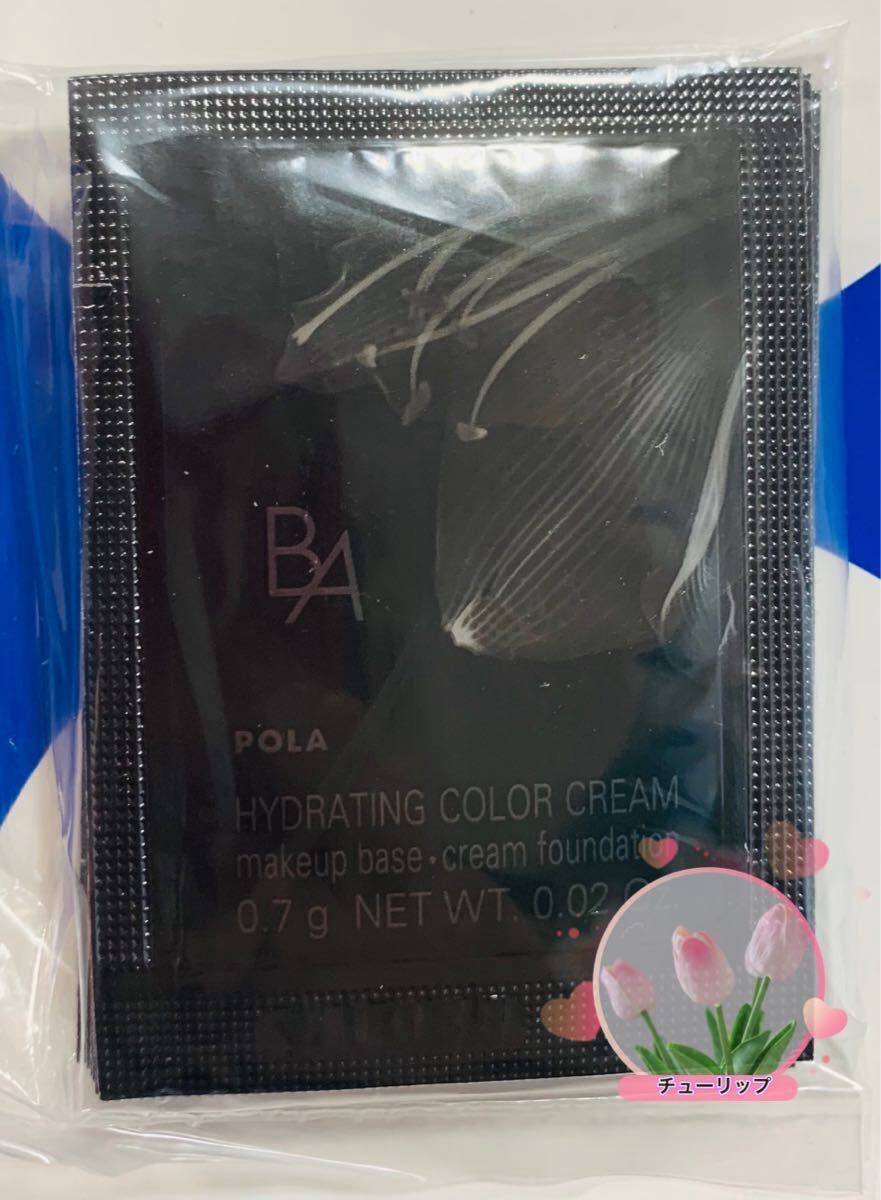 BA
POLA
HYDRATING COLOR CREAM
makeup base・cream foundation
0.7 g NET WT. 0.02
チューリップ